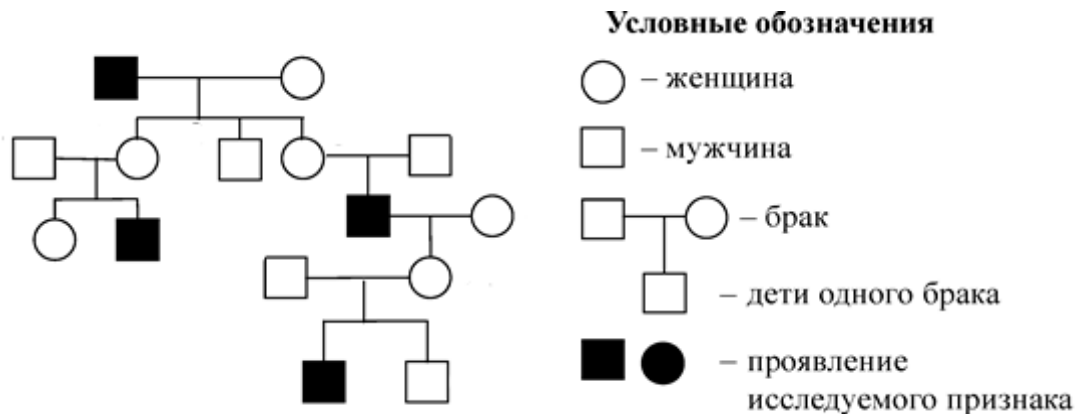 Условные обозначения
– женщина
– мужчина
– брак
– дети одного брака
– проявление
исследуемого признака